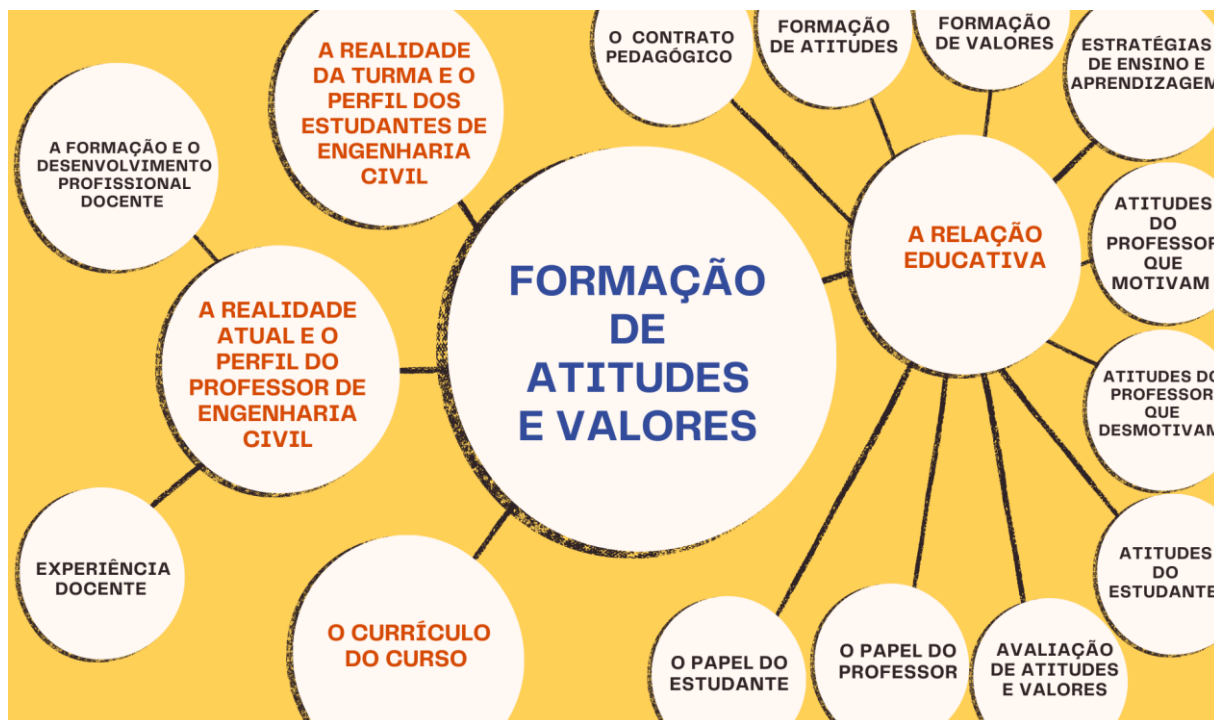 A REALIDADE
DA TURMA E O
PERFIL DOS
ESTUDANTES DE
ENGENHARIA
CIVIL
O CONTRATO
PEDAGÓGICO
FORMAÇÃO
DE ATITUDES
FORMAÇÃO
DE VALORES
ESTRATÉGIAS
DE ENSINO E
APRENDIZAGEM
A FORMAÇÃO E O
DESENVOLVIMENTO
PROFISSIONAL
DOCENTE
ATITUDES
DO
PROFESSOR
QUE
MOTIVAM
A RELAÇÃO
EDUCATIVA
FORMAÇÃO
DE
ATITUDES
E VALORES
A REALIDADE
ATUAL E O
PERFIL DO
PROFESSOR DE
ENGENHARIA
CIVIL
ATITUDES DO
PROFESSOR
QUE
DESMOTIVAM
EXPERIÊNCIA
DOCENTE
ATITUDES
DO
ESTUDANTE
O CURRÍCULO
DO CURSO
O PAPEL DO
ESTUDANTE
O PAPEL DO
PROFESSOR
AVALIAÇÃO
DE ATITUDES
E VALORES